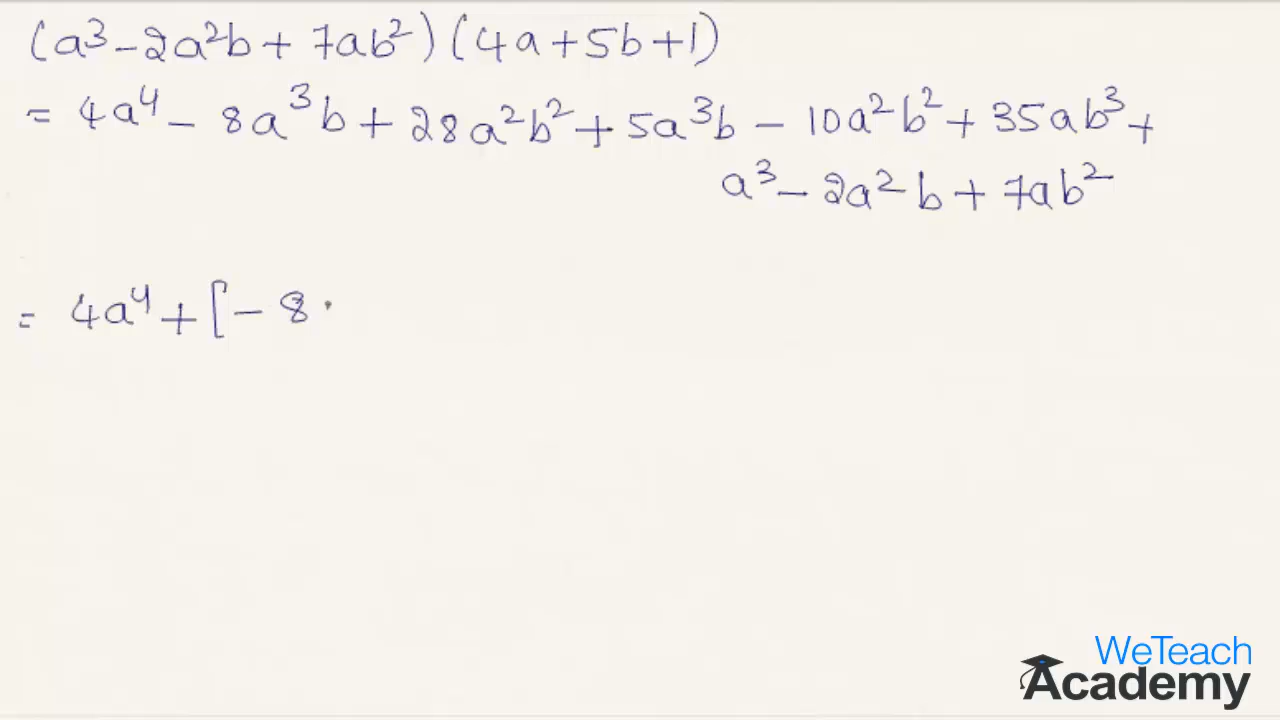 (a³ - 2a²b + 7ab²) (4a + 5b + 1)
= 4a⁴ - 8a³b + 28a²b² + 5a³b - 10a²b² + 35ab³ +
a³ - 2a²b + 7ab²
= 4a⁴ + [ - 8
WeTeach
Academy